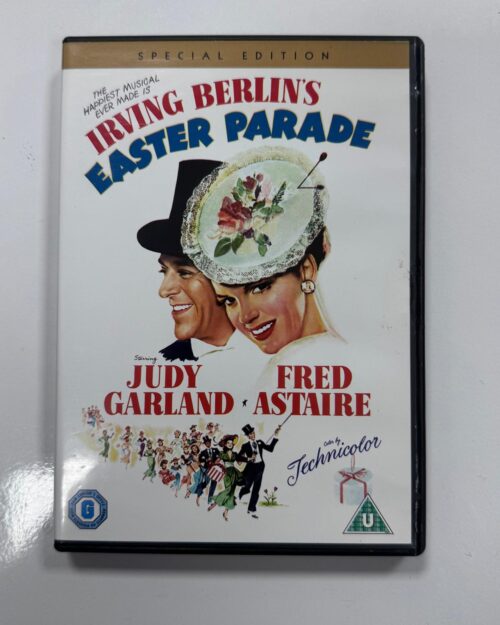 SPECIAL EDITION
THE
HAPPIEST MUSICAL
EVER MADE IS
IRVING BERLIN'S
EASTER PARADE
Starring
JUDY GARLAND
FRED ASTAIRE
Color by
Technicolor
G
U